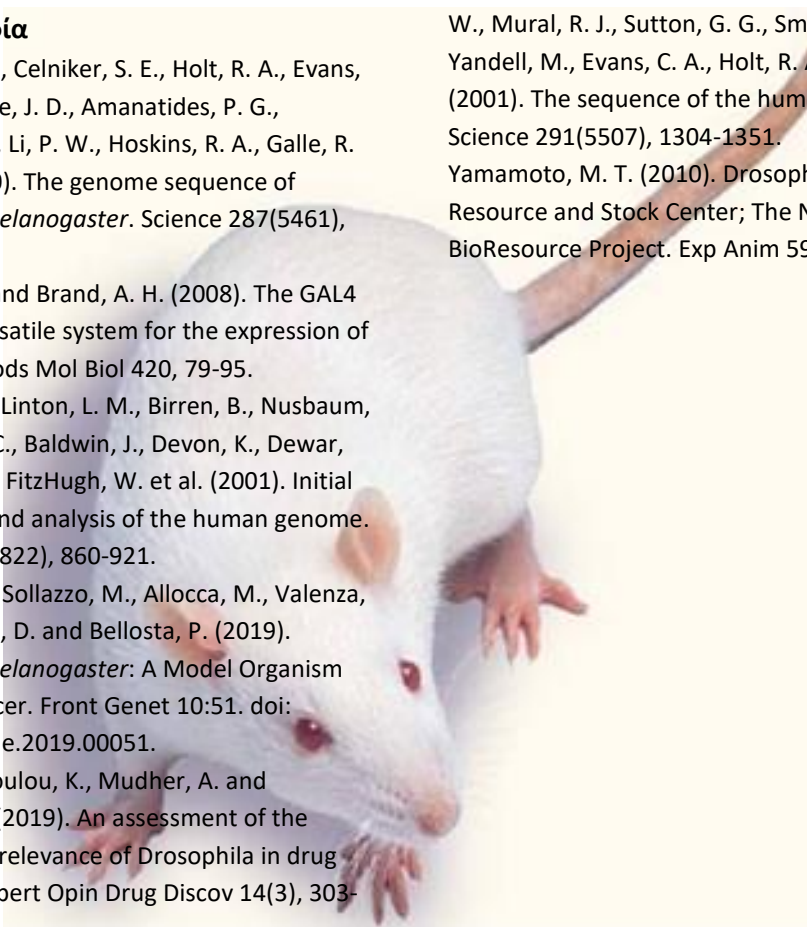 ία
, Celniker, S. E., Holt, R. A., Evans,
e, J. D., Amanatides, P. G.,
Li, P. W., Hoskins, R. A., Galle, R.
). The genome sequence of
elanogaster. Science 287(5461),
nd Brand, A. H. (2008). The GAL4
satile system for the expression of
ods Mol Biol 420, 79-95.
Linton, L. M., Birren, B., Nusbaum,
C., Baldwin, J., Devon, K., Dewar,
FitzHugh, W. et al. (2001). Initial
nd analysis of the human genome.
822), 860-921.
Sollazzo, M., Allocca, M., Valenza,
, D. and Bellosta, P. (2019).
elanogaster: A Model Organism
cer. Front Genet 10:51. doi:
e.2019.00051.
oulou, K., Mudher, A. and
(2019). An assessment of the
relevance of Drosophila in drug
pert Opin Drug Discov 14(3), 303-
W., Mural, R. J., Sutton, G. G., Sm
Yandell, M., Evans, C. A., Holt, R. A
(2001). The sequence of the hum
Science 291(5507), 1304-1351.
Yamamoto, M. T. (2010). Drosoph
Resource and Stock Center; The N
BioResource Project. Exp Anim 59